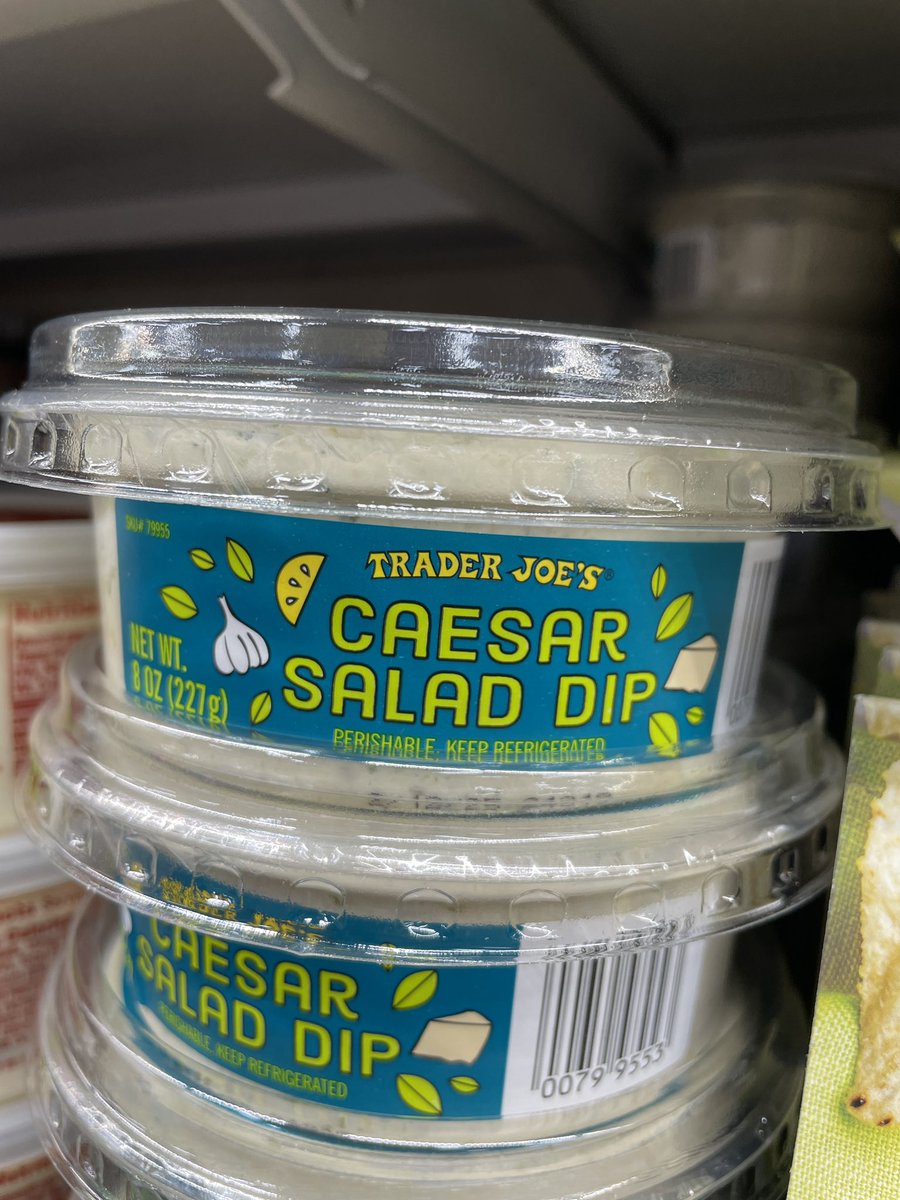 SKU# 79955
TRADER JOE'S®
CAESAR
SALAD DIP
NET WT.
8 OZ (227g)
PERISHABLE. KEEP REFRIGERATED
CAESAR
SALAD DIP
PERISHABLE. KEEP REFRIGERATED
0079 9553
Nutrition